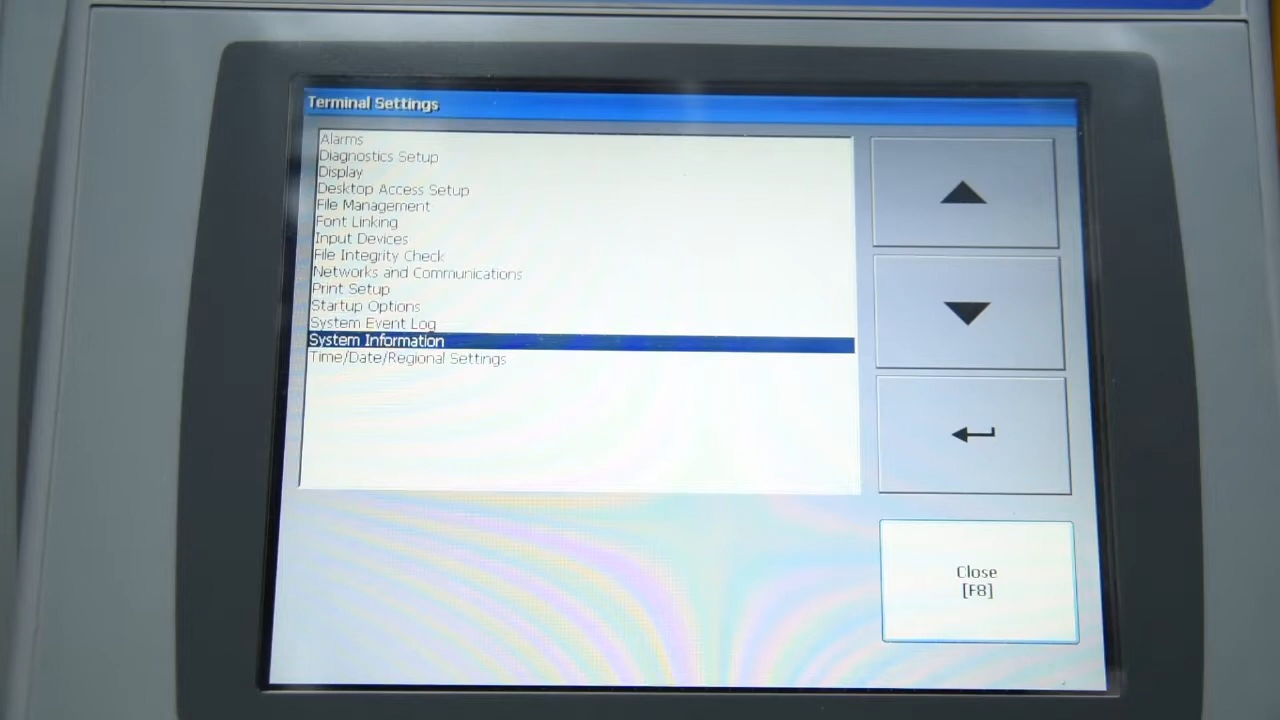 Terminal Settings
Alarms
Diagnostics Setup
Display
Desktop Access Setup
File Management
Font Linking
Input Devices
File Integrity Check
Networks and Communications
Print Setup
Startup Options
System Event Log
System Information
Time/Date/Regional Settings
Close
[F8]